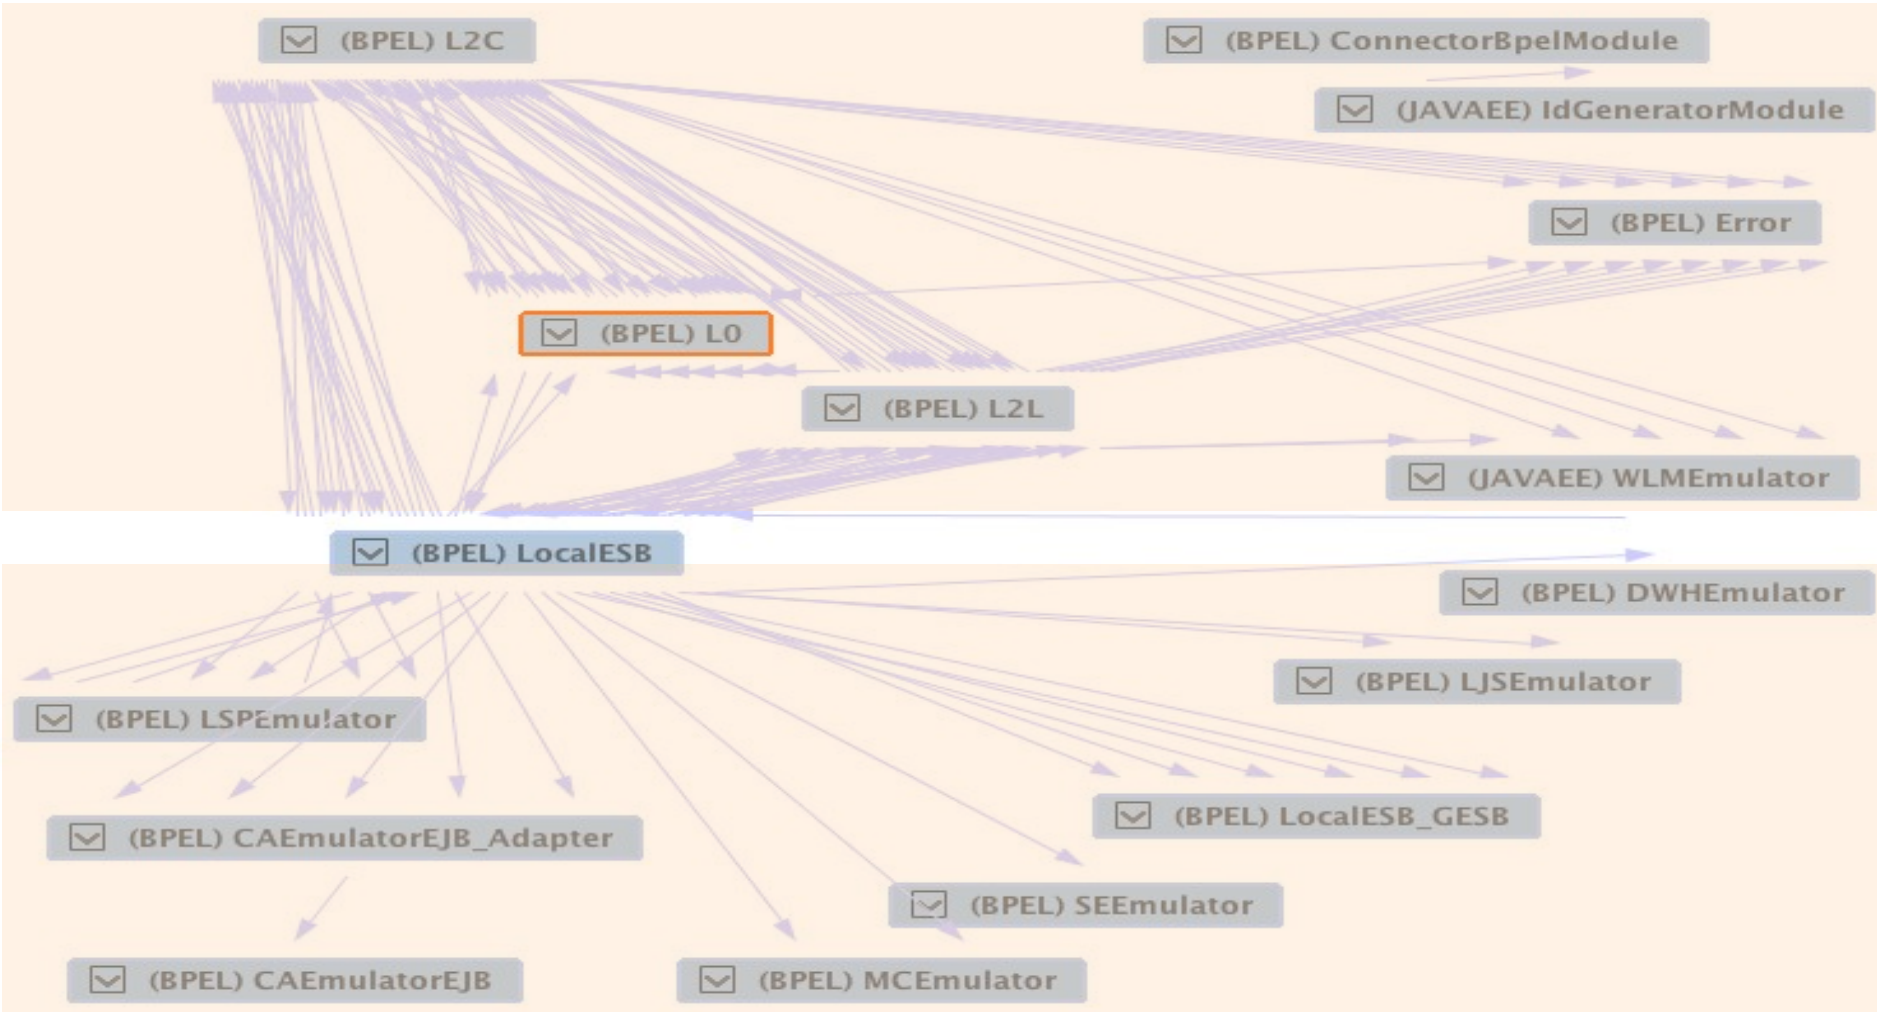 (BPEL) L2C
(BPEL) ConnectorBpelModule
(JAVAEE) IdGeneratorModule
(BPEL) Error
(BPEL) L0
(BPEL) L2L
(JAVAEE) WLMEmulator
(BPEL) LocalESB
(BPEL) DWHEmulator
(BPEL) LJSEmulator
(BPEL) LSPEmulator
(BPEL) LocalESB_GESB
(BPEL) CAEmulatorEJB_Adapter
(BPEL) SEEmulator
(BPEL) CAEmulatorEJB
(BPEL) MCEmulator